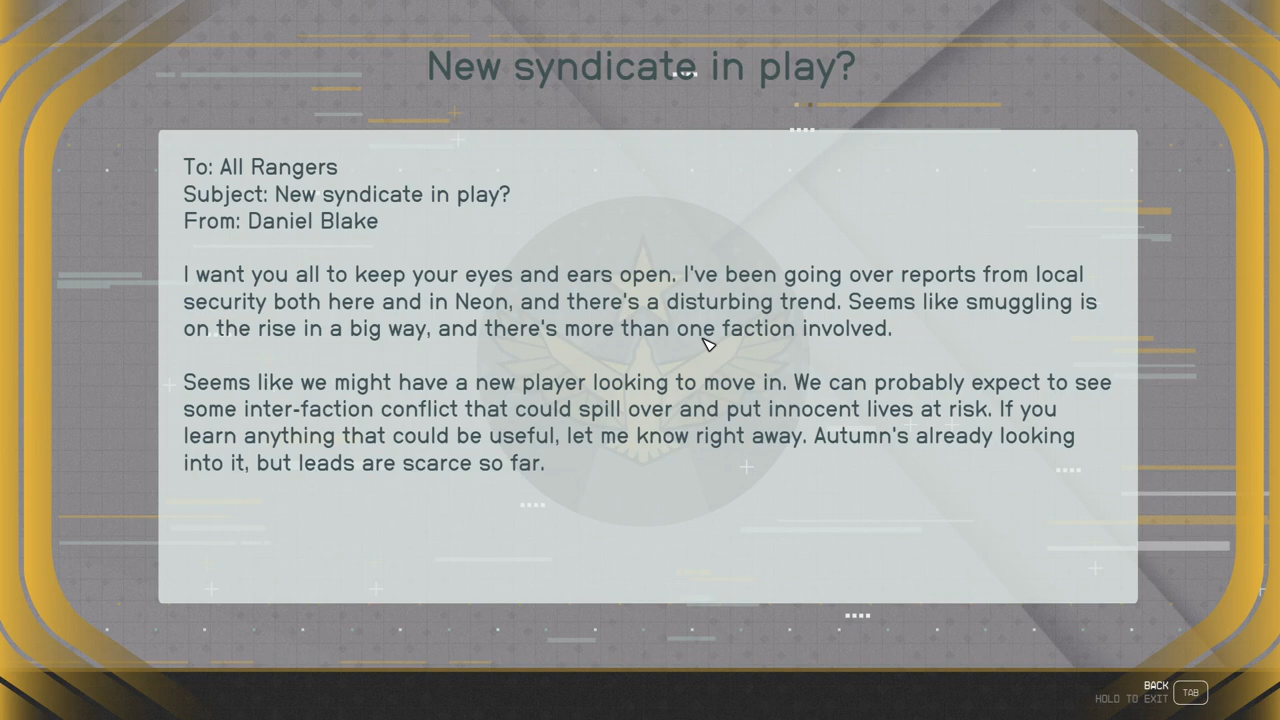 New syndicate in play?
To: All Rangers
Subject: New syndicate in play?
From: Daniel Blake
I want you all to keep your eyes and ears open. I've been going over reports from local
security both here and in Neon, and there's a disturbing trend. Seems like smuggling is
on the rise in a big way, and there's more than one faction involved.
Seems like we might have a new player looking to move in. We can probably expect to see
some inter-faction conflict that could spill over and put innocent lives at risk. If you
learn anything that could be useful, let me know right away. Autumn's already looking
into it, but leads are scarce so far.
BACK
HOLD TO EXIT TAB